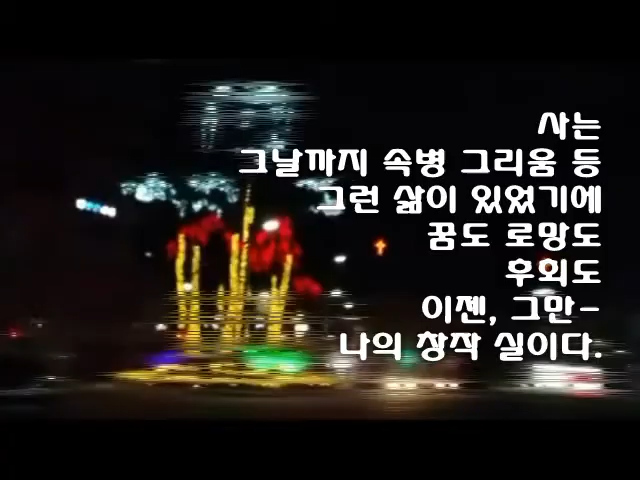 사는
그날까지 속병 그리움 등
그런 삶이 있었기에
꿈도 로망도
후회도
이젠, 그만-
나의 창작 실이다.